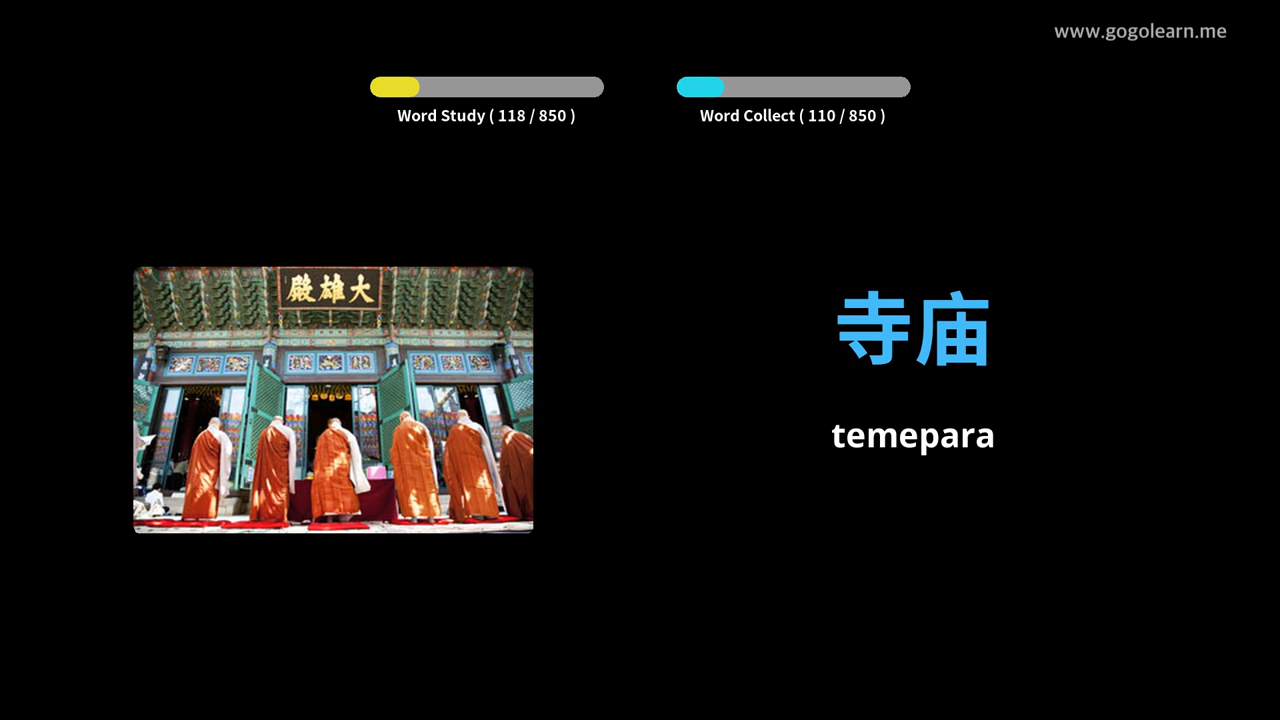 www.gogolearn.me
Word Study ( 118 / 850 )
Word Collect ( 110 / 850 )
殿雄大
寺庙
temepara